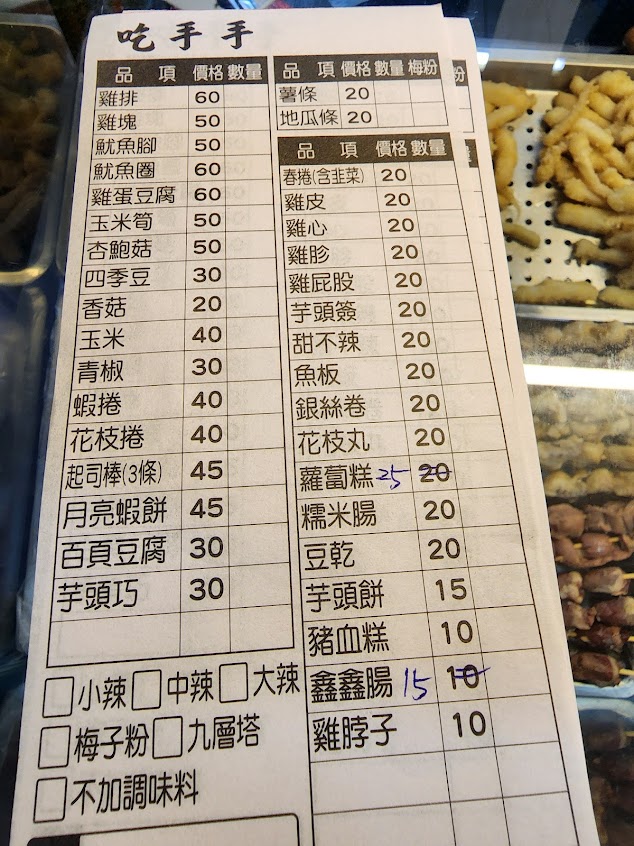 吃手手
品 項 價格 數量
雞排 60
雞塊 50
魷魚腳 50
魷魚圈 60
雞蛋豆腐 60
玉米筍 50
杏鮑菇 50
四季豆 30
香菇 20
玉米 40
青椒 30
蝦捲 40
花枝捲 40
起司棒(3條) 45
月亮蝦餅 45
百頁豆腐 30
芋頭巧 30
小辣 中辣 大辣
梅子粉 九層塔
不加調味料
品 項 價格 數量 梅粉
薯條 20
地瓜條 20
品 項 價格 數量
春捲(含韭菜) 20
雞皮 20
雞心 20
雞胗 20
雞屁股 20
芋頭簽 20
甜不辣 20
魚板 20
銀絲卷 20
花枝丸 20
蘿蔔糕 25 20
糯米腸 20
豆乾 20
芋頭餅 15
豬血糕 10
鑫鑫腸 15 10
雞脖子 10
粉
量